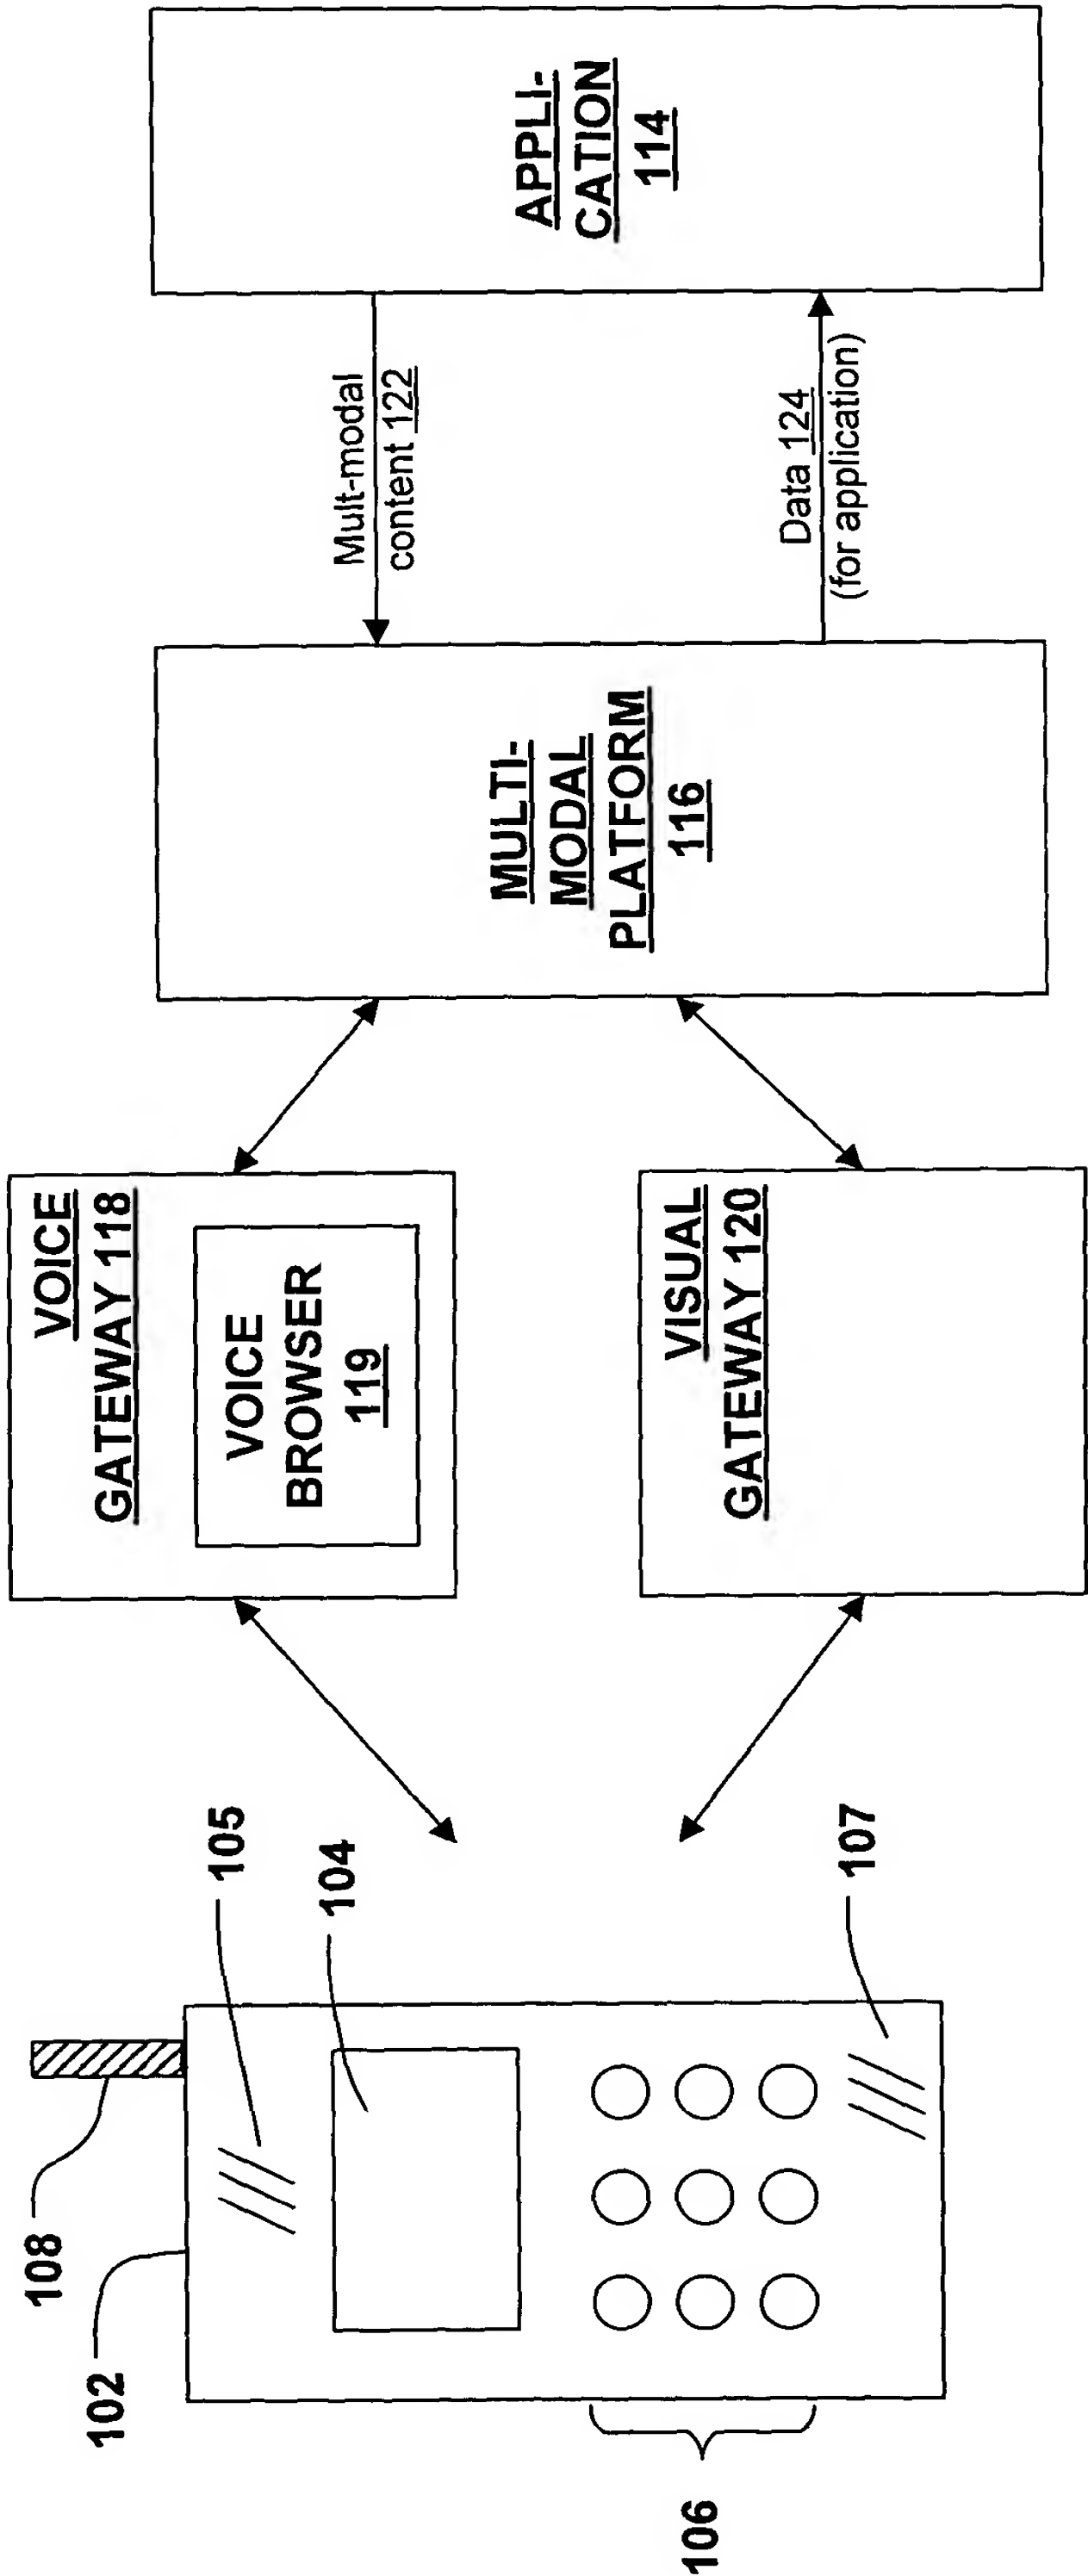 108
102
105
104
106
107
VOICE
GATEWAY 118
VOICE
BROWSER
119
VISUAL
GATEWAY 120
MULTI-
MODAL
PLATFORM
116
Mult-modal
content 122
Data 124
(for application)
APPLI-
CATION
114